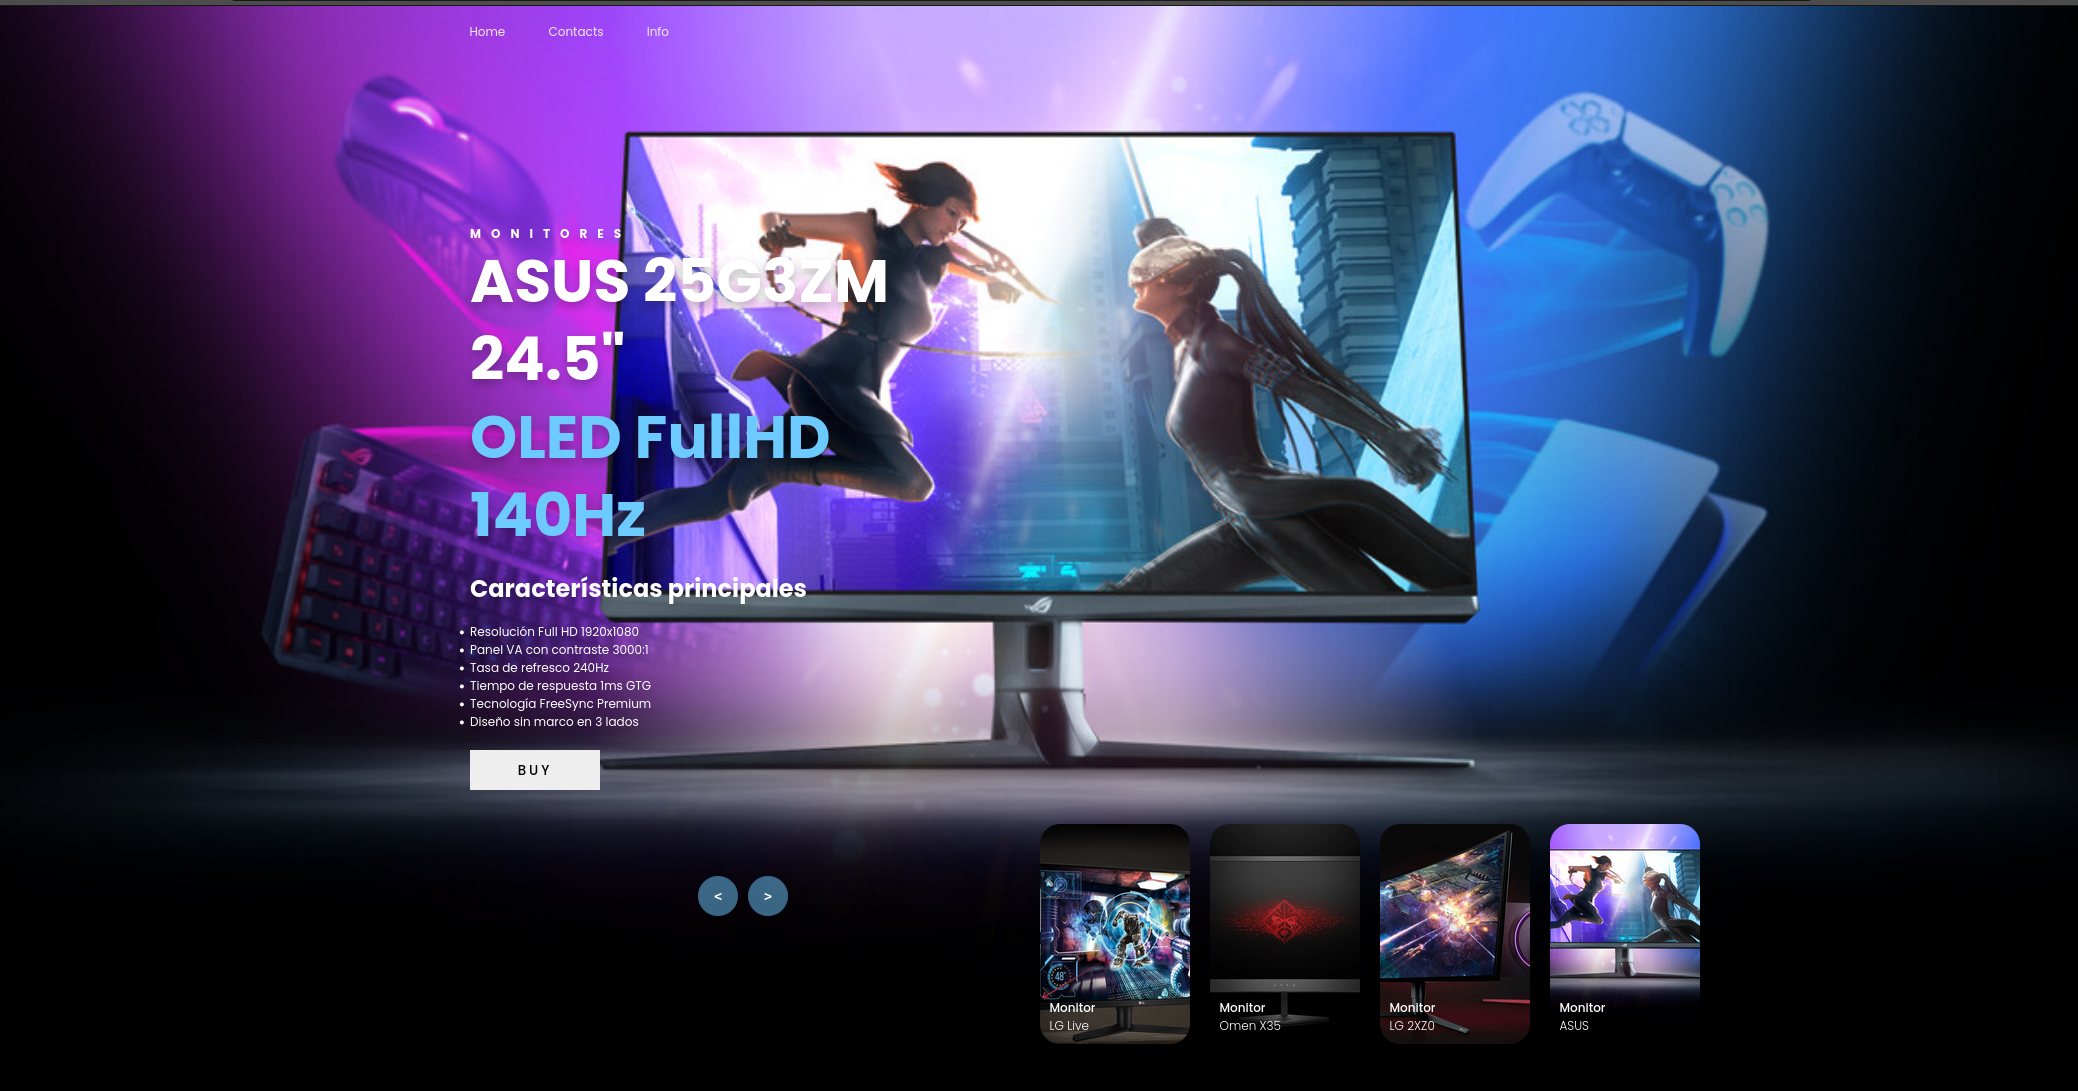 Home Contacts Info
MONITORES
ASUS 25G3ZM
24.5"
OLED FullHD
140Hz
Características principales
• Resolución Full HD 1920x1080
• Panel VA con contraste 3000:1
• Tasa de refresco 240Hz
• Tiempo de respuesta 1ms GTG
• Tecnología FreeSync Premium
• Diseño sin marco en 3 lados
BUY
< >
48°
Monitor
LG Live
Monitor
Omen X35
Monitor
LG 2XZ0
Monitor
ASUS